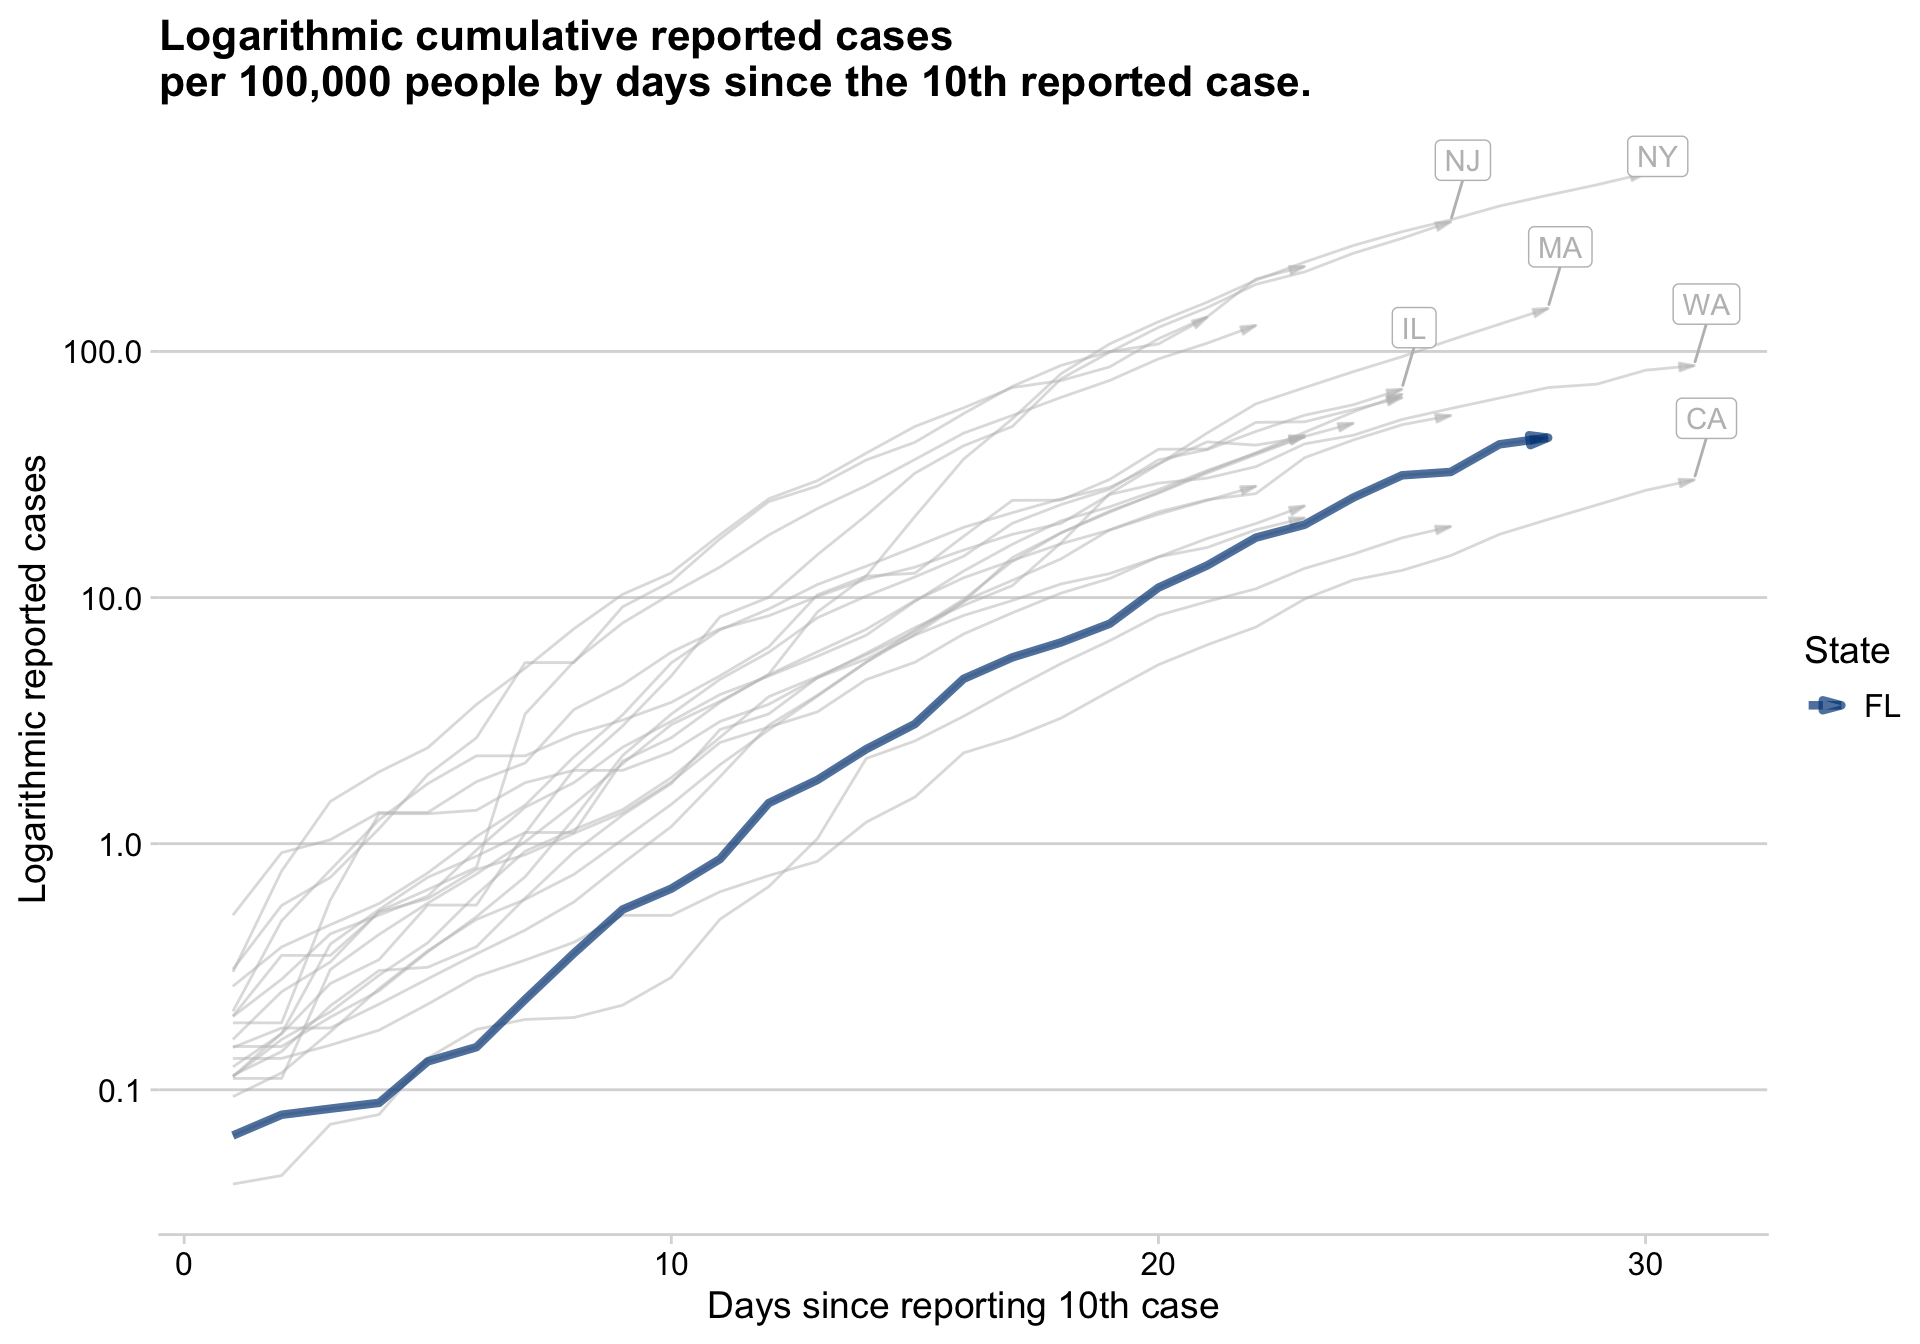 Logarithmic cumulative reported cases
per 100,000 people by days since the 10th reported case.
NJ
NY
MA
WA
IL
CA
100.0
10.0
1.0
0.1
Logarithmic reported cases
State
FL
0
10
20
30
Days since reporting 10th case